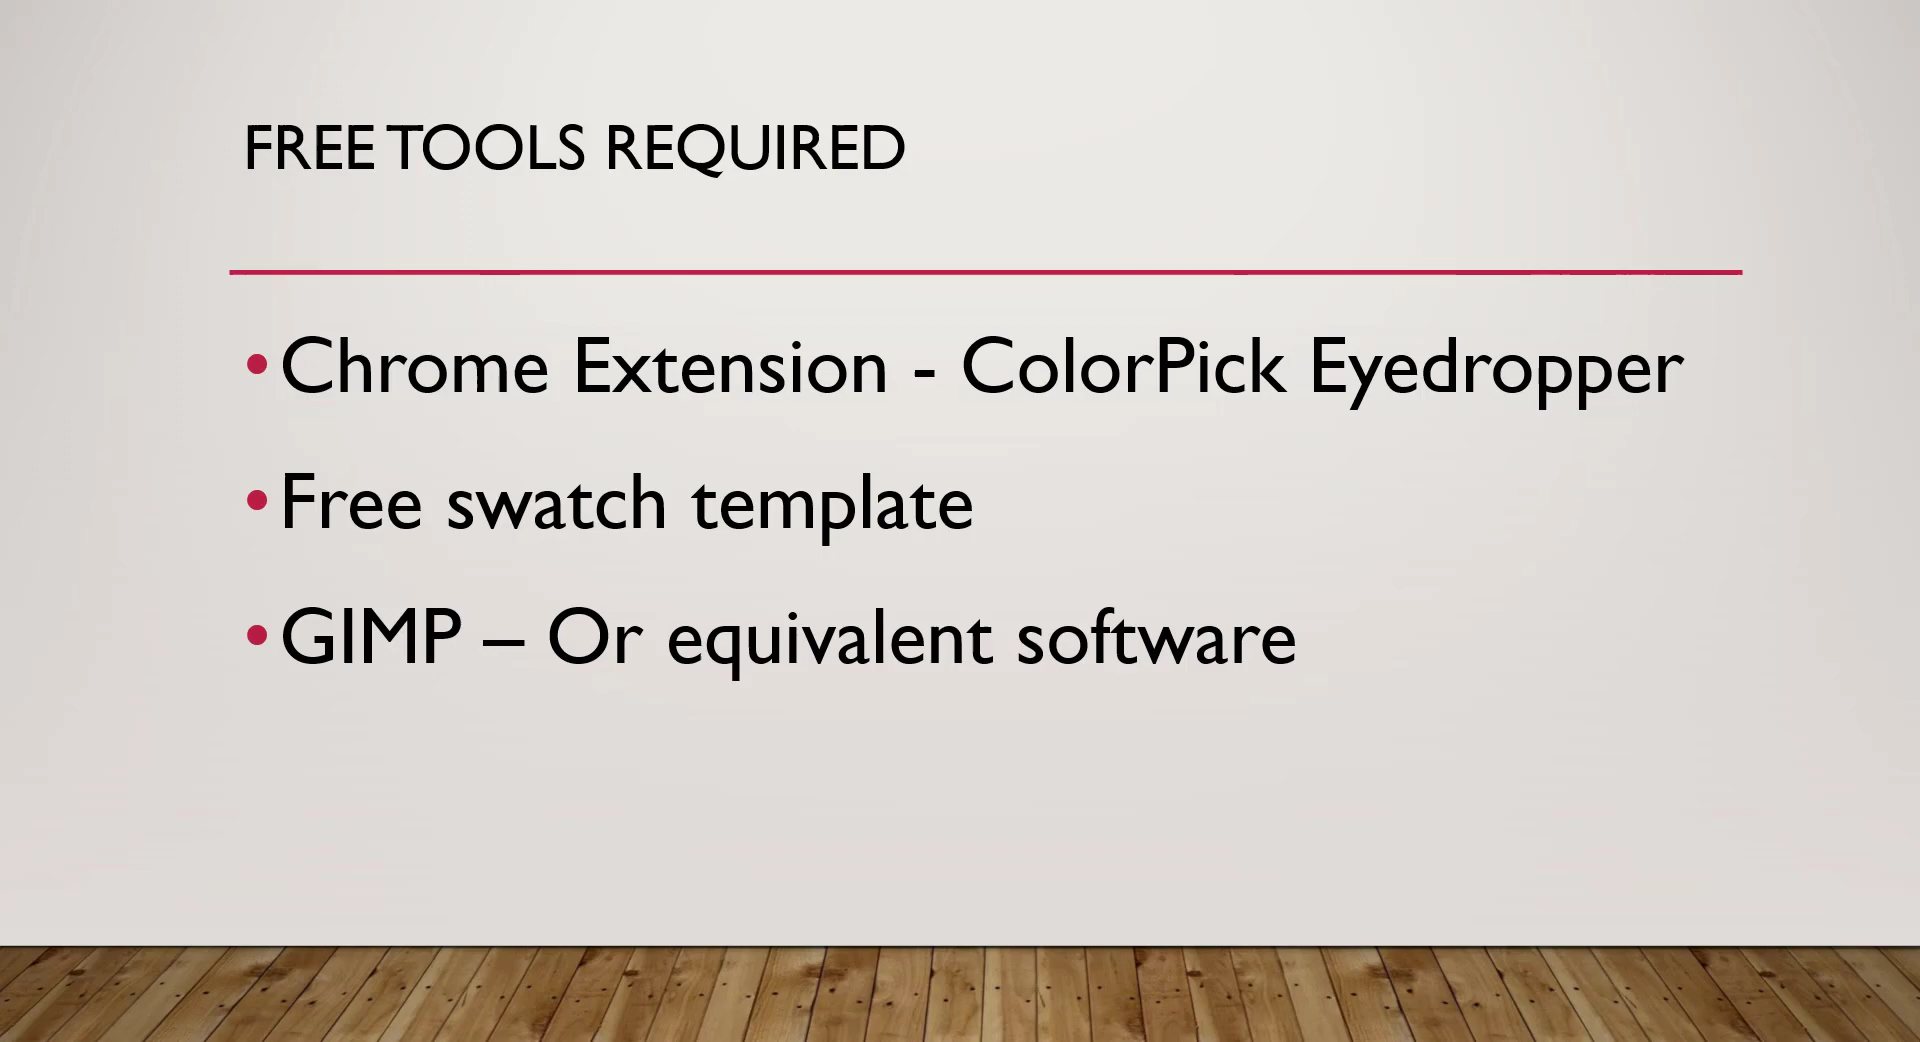 FREE TOOLS REQUIRED
• Chrome Extension - ColorPick Eyedropper
• Free swatch template
• GIMP – Or equivalent software